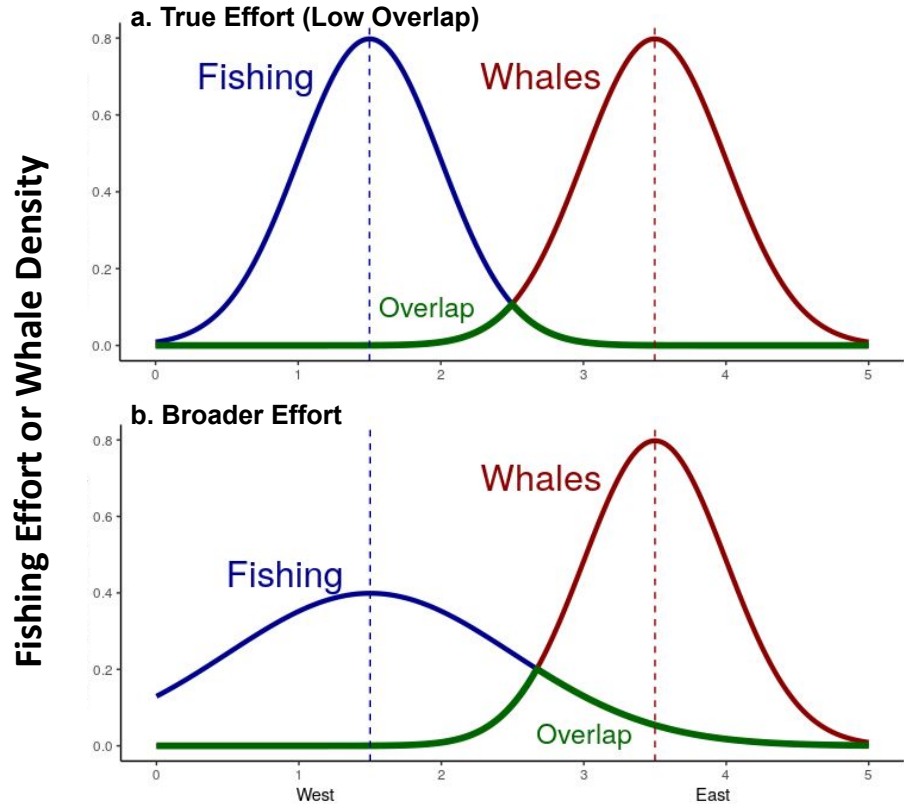 a. True Effort (Low Overlap)
Fishing Effort or Whale Density
0.8
0.6
0.4
0.2
0.0
Fishing
Whales
Overlap
0 1 2 3 4 5
b. Broader Effort
0.8
0.6
0.4
0.2
0.0
Whales
Fishing
Overlap
0 1 2 3 4 5
West East